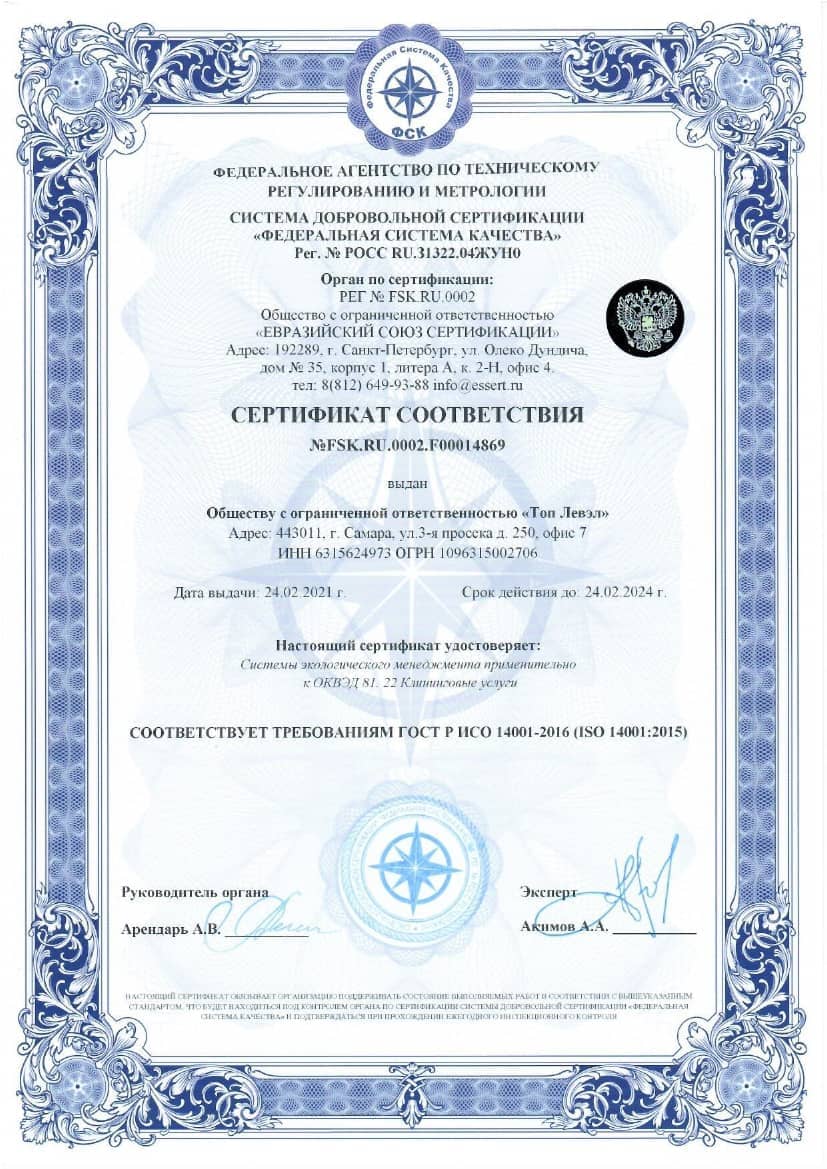 Федеральная Система Качества
ФСК
ФЕДЕРАЛЬНОЕ АГЕНТСТВО ПО ТЕХНИЧЕСКОМУ
РЕГУЛИРОВАНИЮ И МЕТРОЛОГИИ
СИСТЕМА ДОБРОВОЛЬНОЙ СЕРТИФИКАЦИИ
«ФЕДЕРАЛЬНАЯ СИСТЕМА КАЧЕСТВА»
Рег. № РОСС RU.31322.04ЖУН0
Орган по сертификации:
РЕГ № FSK.RU.0002
Общество с ограниченной ответственностью
«ЕВРАЗИЙСКИЙ СОЮЗ СЕРТИФИКАЦИИ»
Адрес: 192289, г. Санкт-Петербург, ул. Олеко Дундича,
дом № 35, корпус 1, литера А, к. 2-Н, офис 4.
тел: 8(812) 649-93-88 info@essert.ru
СЕРТИФИКАТ СООТВЕТСТВИЯ
№FSK.RU.0002.F00014869
выдан
Обществу с ограниченной ответственностью «Топ Левэл»
Адрес: 443011, г. Самара, ул.3-я просека д. 250, офис 7
ИНН 6315624973 ОГРН 1096315002706
Дата выдачи: 24.02.2021 г. Срок действия до: 24.02.2024 г.
Настоящий сертификат удостоверяет:
Системы экологического менеджмента применительно
к ОКВЭД 81. 22 Клининговые услуги
СООТВЕТСТВУЕТ ТРЕБОВАНИЯМ ГОСТ Р ИСО 14001-2016 (ISO 14001:2015)
Руководитель органа Эксперт
Арендарь А.В. Акимов А.А.
НАСТОЯЩИЙ СЕРТИФИКАТ ОБЯЗЫВАЕТ ОРГАНИЗАЦИЮ ПОДДЕРЖИВАТЬ СОСТОЯНИЕ ВЫПОЛНЯЕМЫХ РАБОТ В СООТВЕТСТВИИ С ВЫШЕУКАЗАННЫМ
СТАНДАРТОМ, ЧТО БУДЕТ НАХОДИТЬСЯ ПОД КОНТРОЛЕМ ОРГАНА ПО СЕРТИФИКАЦИИ СИСТЕМЫ ДОБРОВОЛЬНОЙ СЕРТИФИКАЦИИ «ФЕДЕРАЛЬНАЯ
СИСТЕМА КАЧЕСТВА» И ПОДТВЕРЖДАТЬСЯ ПРИ ПРОХОЖДЕНИИ ЕЖЕГОДНОГО ИНСПЕКЦИОННОГО КОНТРОЛЯ
ФСК